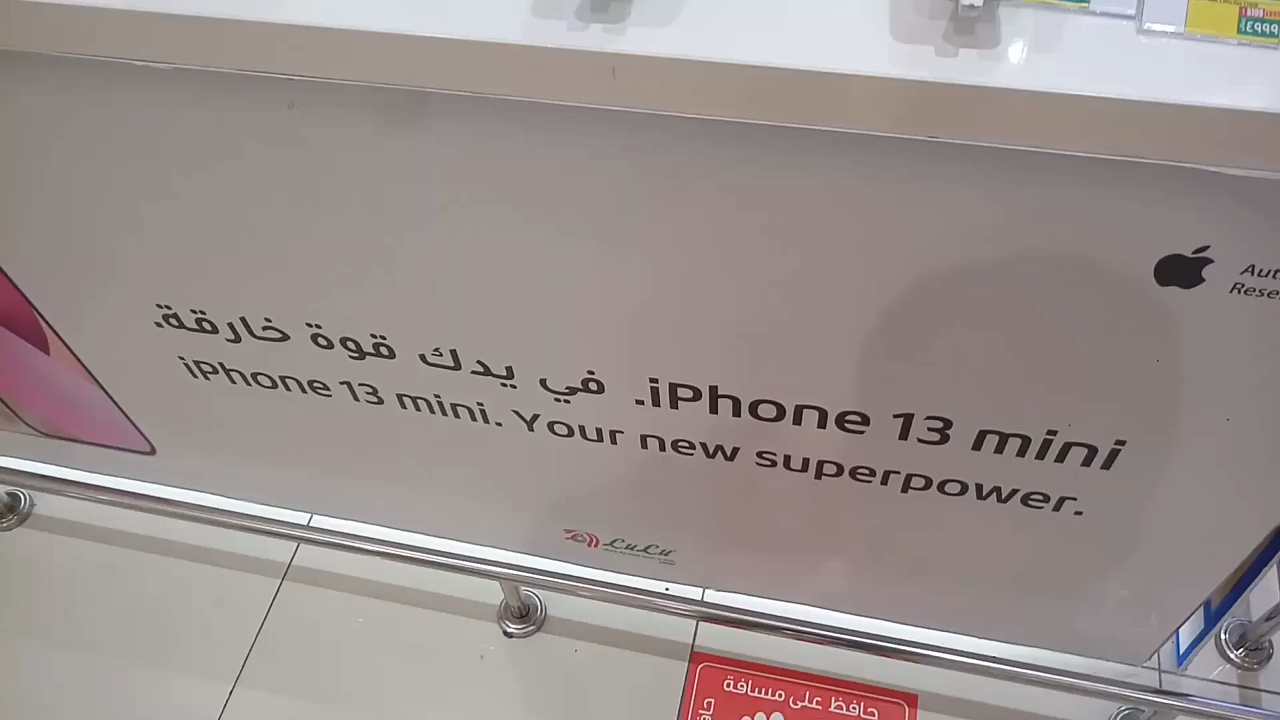 iPhone 13 mini. في يدك قوة خارقة.
iPhone 13 mini. Your new superpower.
LuLu
حافظ على مسافة